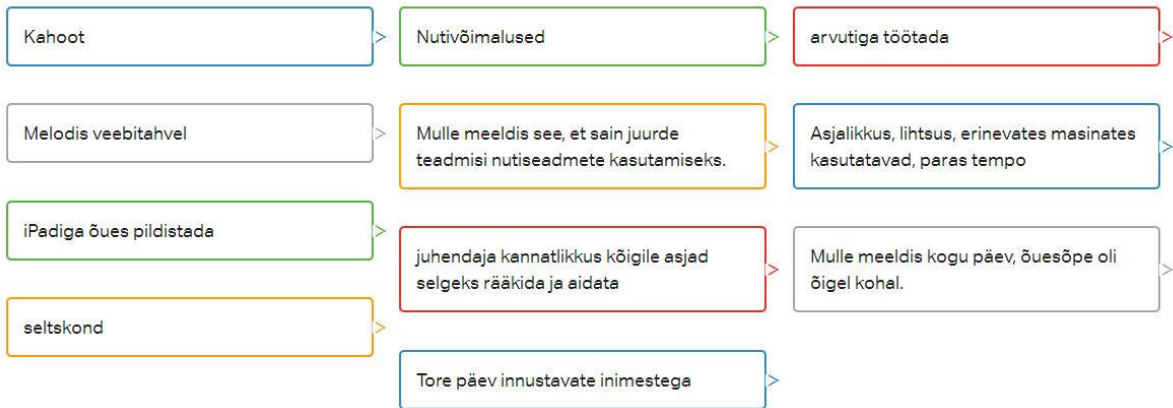 Kahoot
Melodis veebitahvel
iPadiga õues pildistada
seltskond
Nutivõimalused
Mulle meeldis see, et sain juurde
teadmisi nutiseadmete kasutamiseks.
juhendaja kannatlikkus kõigile asjad
selgeks rääkida ja aidata
Tore päev innustavate inimestega
arvutiga töötada
Asjalikkus, lihtsus, erinevates masinates
kasutatavad, paras tempo
Mulle meeldis kogu päev, õuesõpe oli
õigel kohal.